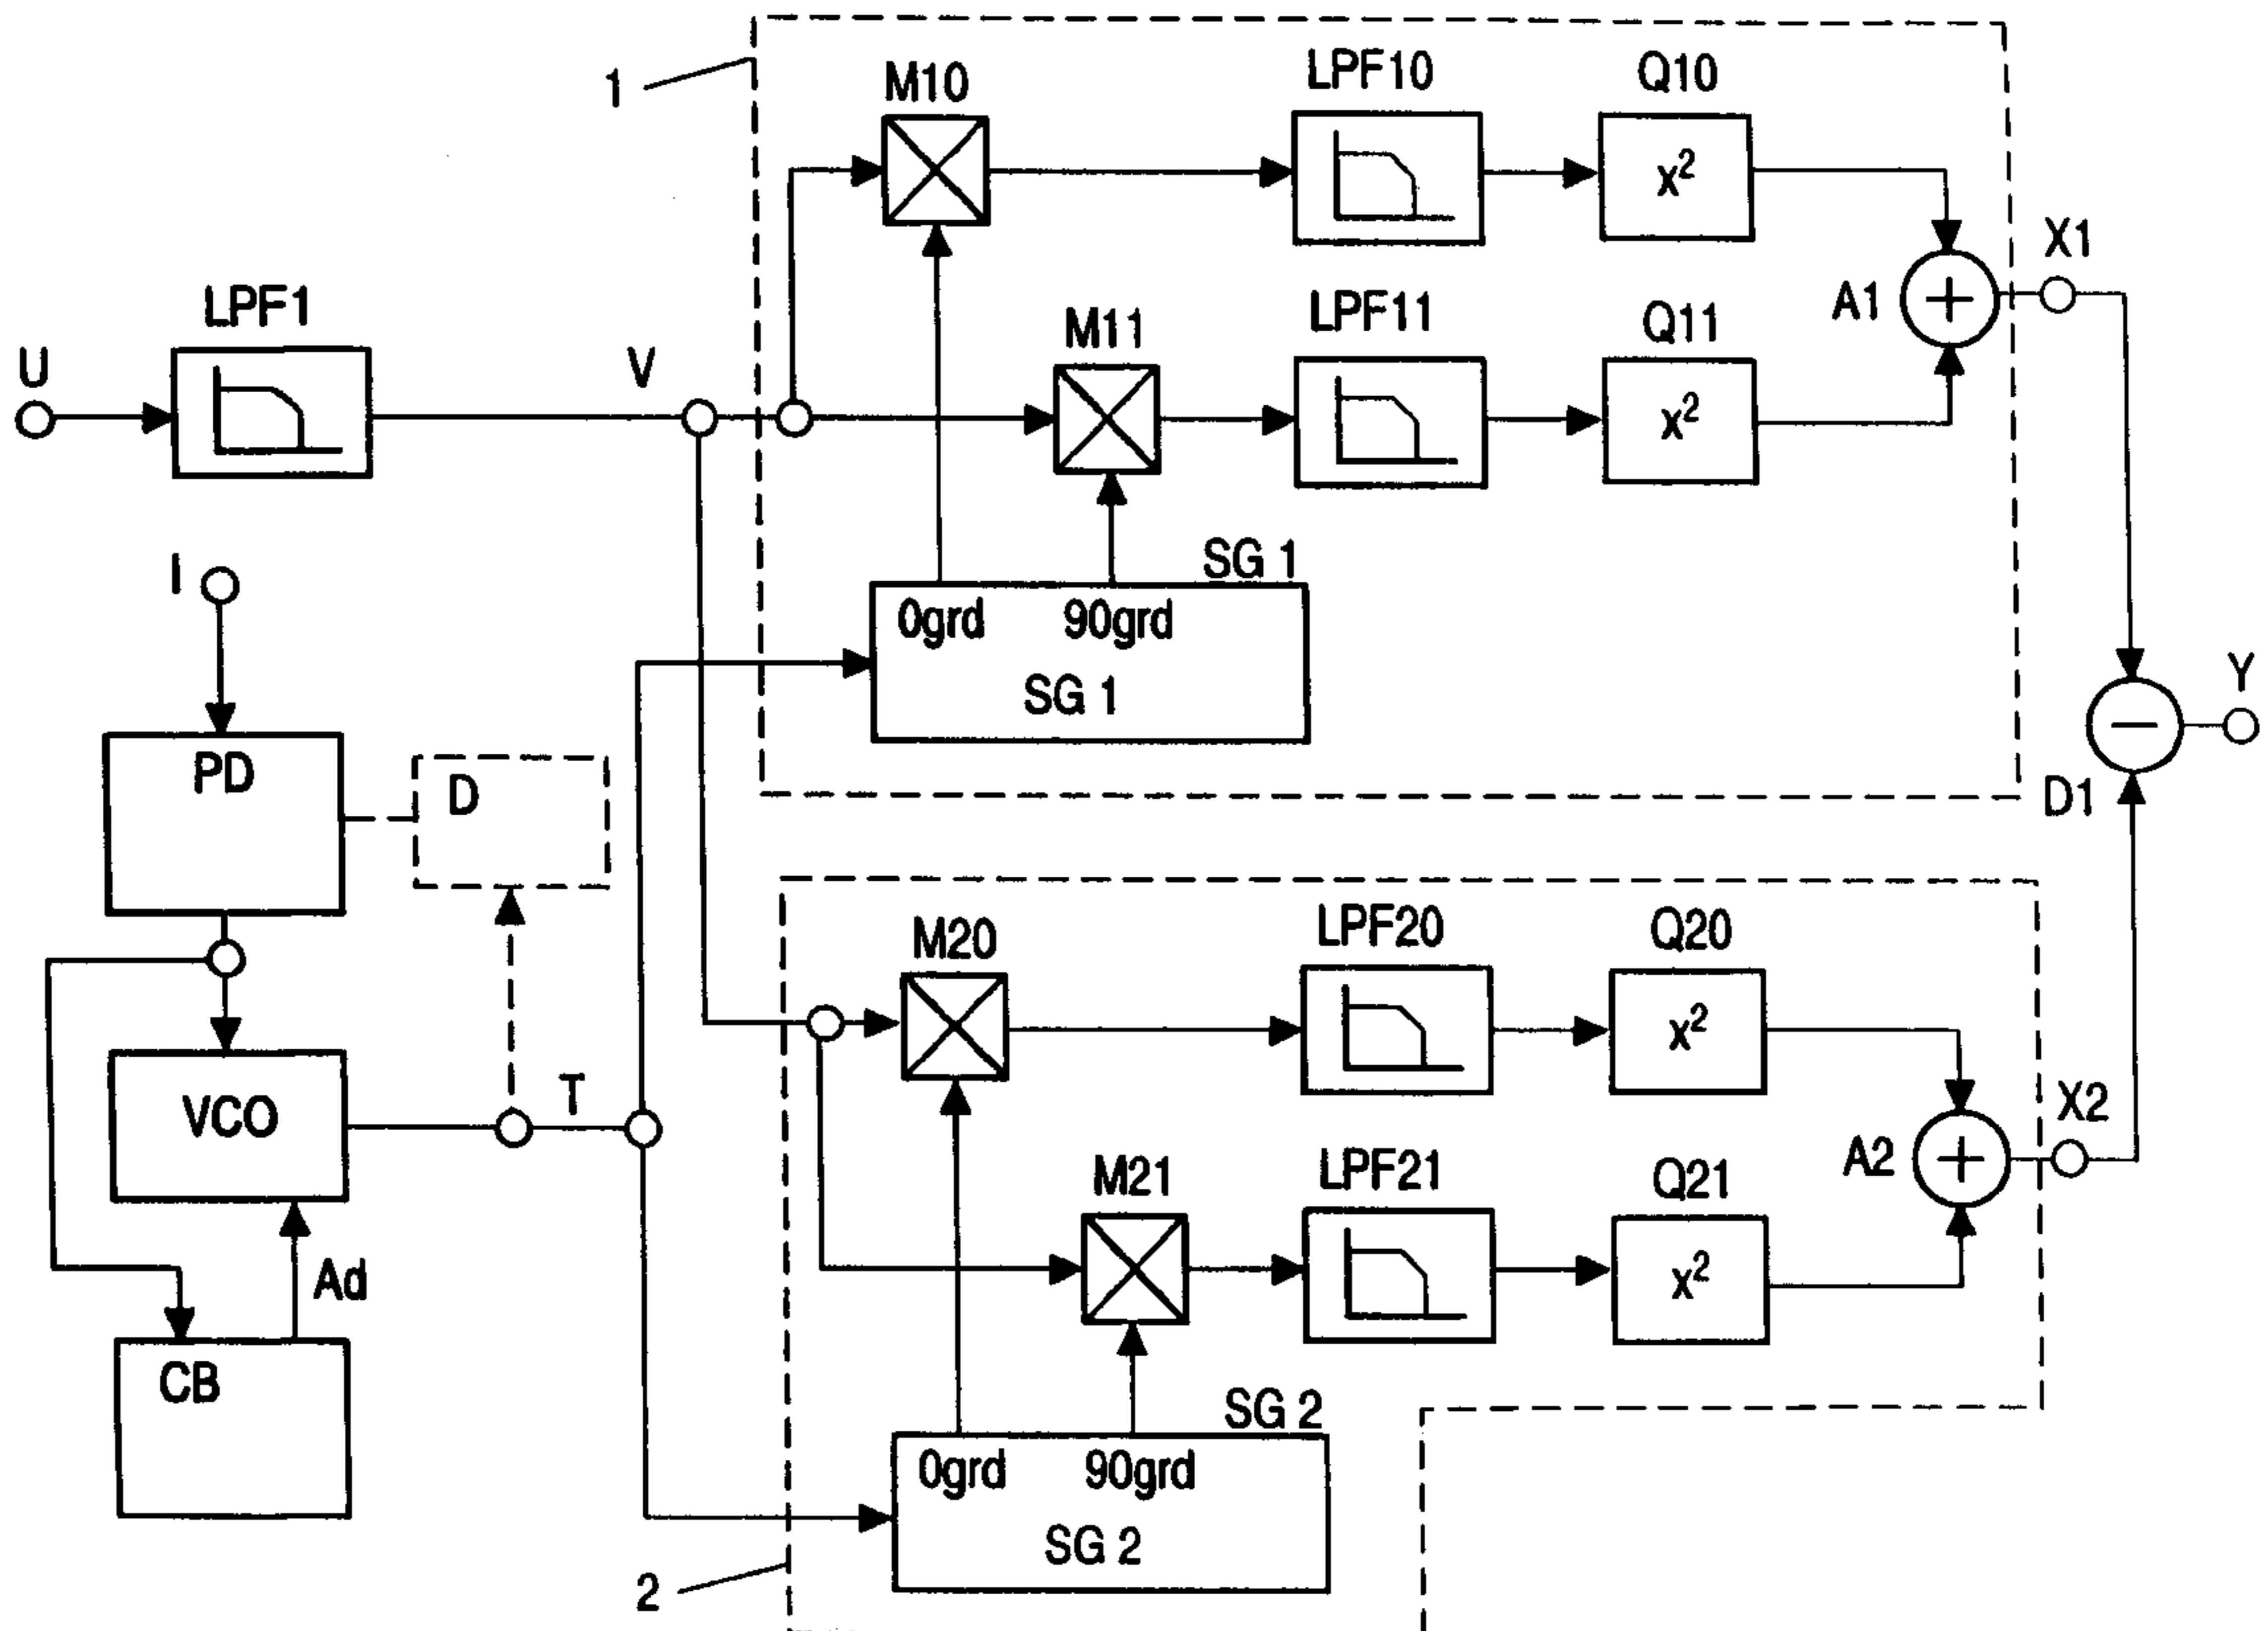 1
M10
LPF10
Q10
x²
X1
A1
LPF1
U
V
M11
LPF11
Q11
x²
I
SG 1
0grd 90grd
SG 1
PD
D
Y
D1
M20
LPF20
Q20
x²
VCO
T
X2
A2
M21
LPF21
Q21
x²
Ad
CB
SG 2
0grd 90grd
SG 2
2